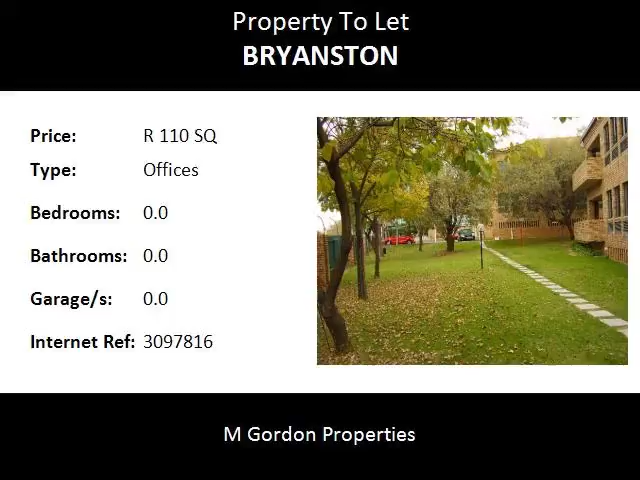 Property To Let
BRYANSTON
Price: R 110 SQ
Type: Offices
Bedrooms: 0.0
Bathrooms: 0.0
Garage/s: 0.0
Internet Ref: 3097816
M Gordon Properties